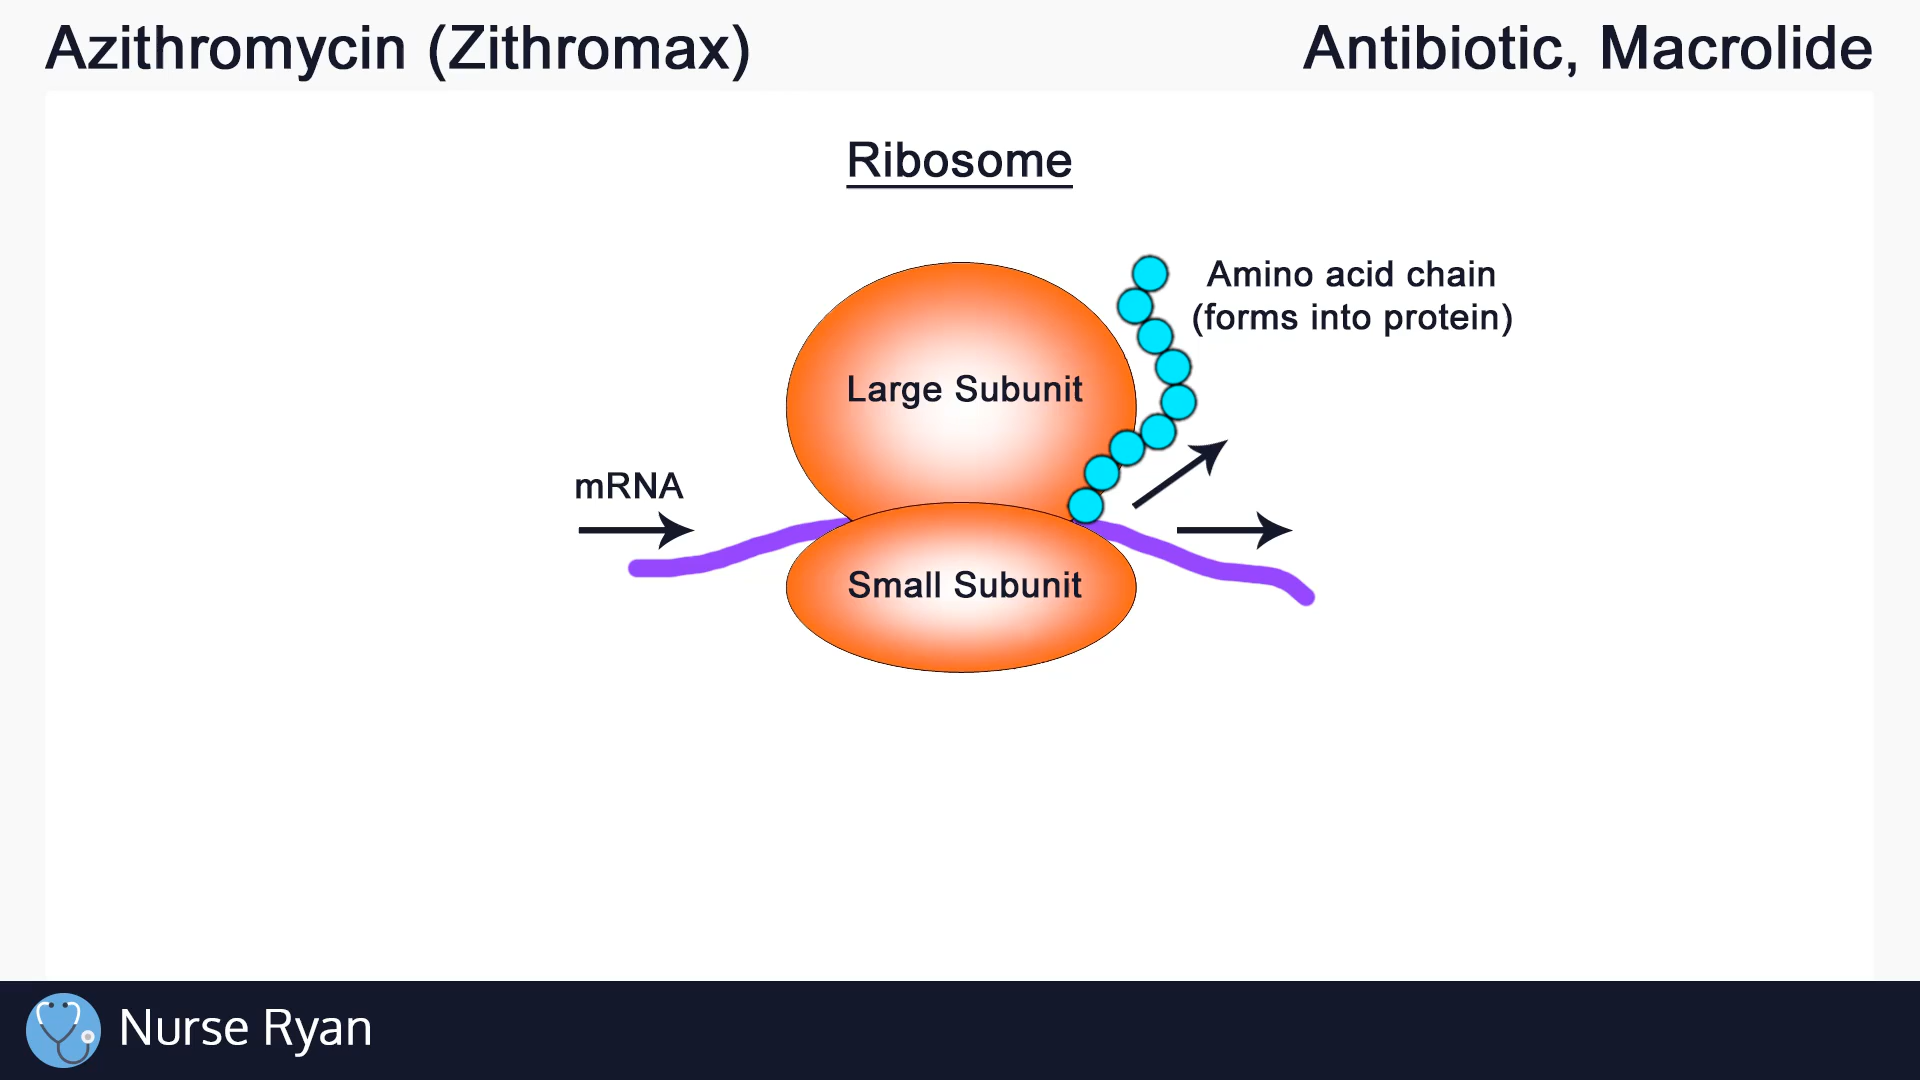 Azithromycin (Zithromax)
Antibiotic, Macrolide
Ribosome
Amino acid chain
(forms into protein)
Large Subunit
mRNA
Small Subunit
Nurse Ryan